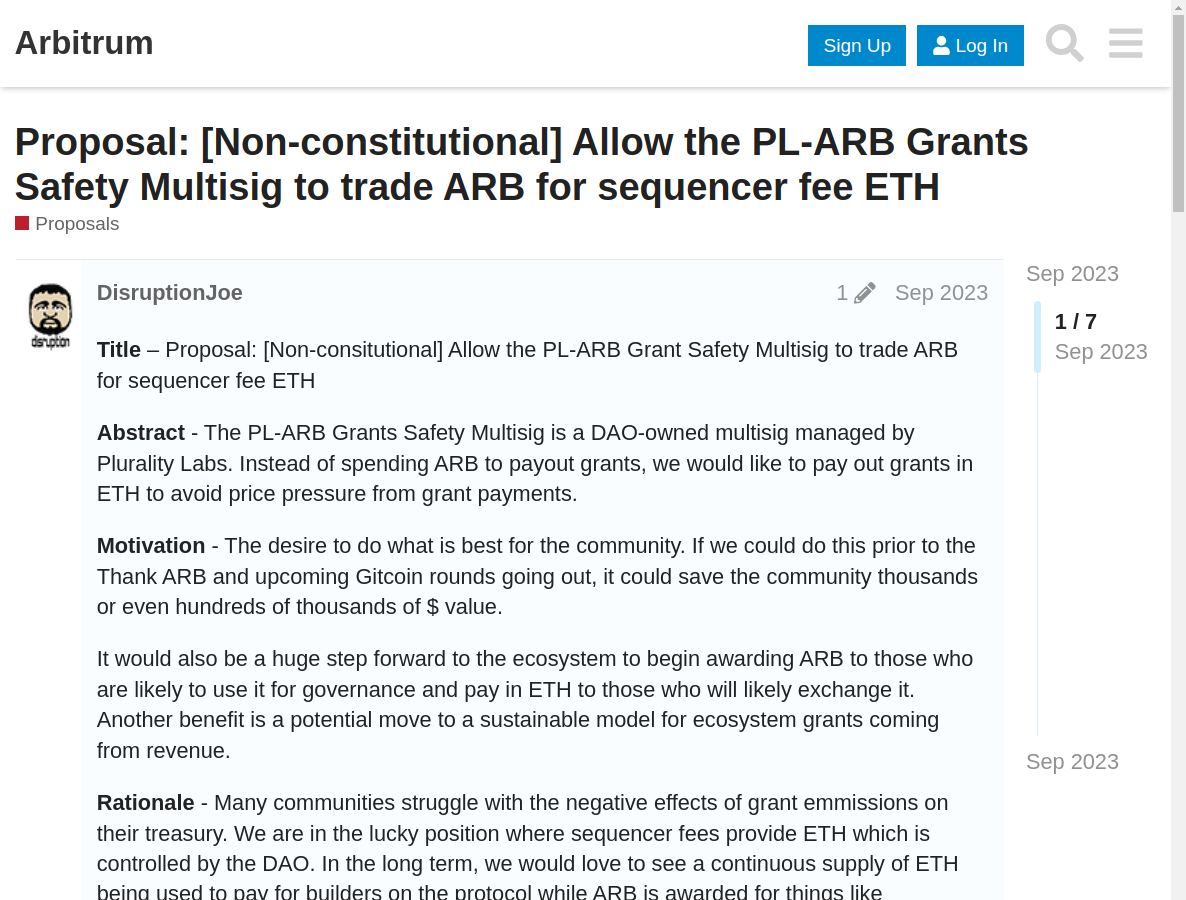 Arbitrum
Sign Up
Log In
Proposal: [Non-constitutional] Allow the PL-ARB Grants
Safety Multisig to trade ARB for sequencer fee ETH
Proposals
disruption
DisruptionJoe
1
Sep 2023
Title – Proposal: [Non-consitutional] Allow the PL-ARB Grant Safety Multisig to trade ARB
for sequencer fee ETH
Abstract - The PL-ARB Grants Safety Multisig is a DAO-owned multisig managed by
Plurality Labs. Instead of spending ARB to payout grants, we would like to pay out grants in
ETH to avoid price pressure from grant payments.
Motivation - The desire to do what is best for the community. If we could do this prior to the
Thank ARB and upcoming Gitcoin rounds going out, it could save the community thousands
or even hundreds of thousands of $ value.
It would also be a huge step forward to the ecosystem to begin awarding ARB to those who
are likely to use it for governance and pay in ETH to those who will likely exchange it.
Another benefit is a potential move to a sustainable model for ecosystem grants coming
from revenue.
Rationale - Many communities struggle with the negative effects of grant emmissions on
their treasury. We are in the lucky position where sequencer fees provide ETH which is
controlled by the DAO. In the long term, we would love to see a continuous supply of ETH
being used to pay for builders on the protocol while ARB is awarded for things like
Sep 2023
1 / 7
Sep 2023
Sep 2023